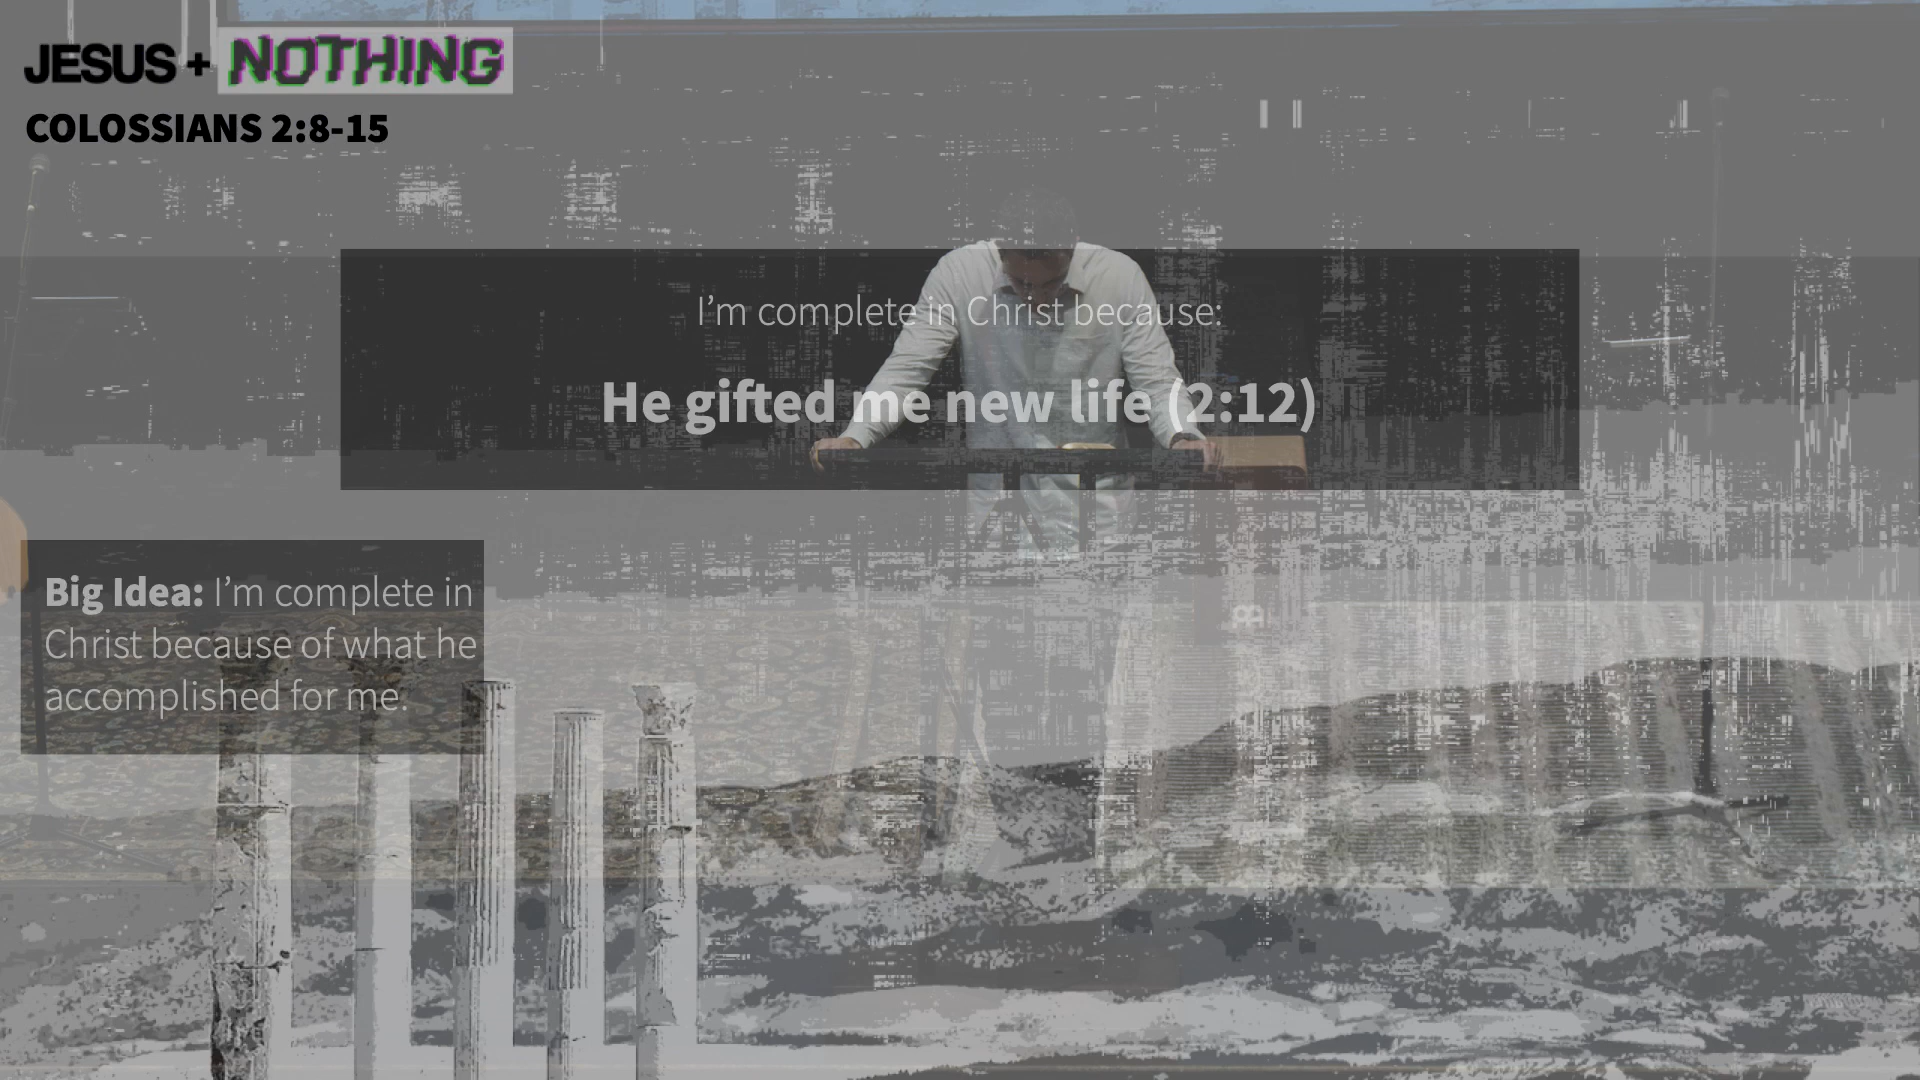 JESUS + NOTHING
COLOSSIANS 2:8-15
I’m complete in Christ because:
He gifted me new life (2:12)
Big Idea: I’m complete in
Christ because of what he
accomplished for me.